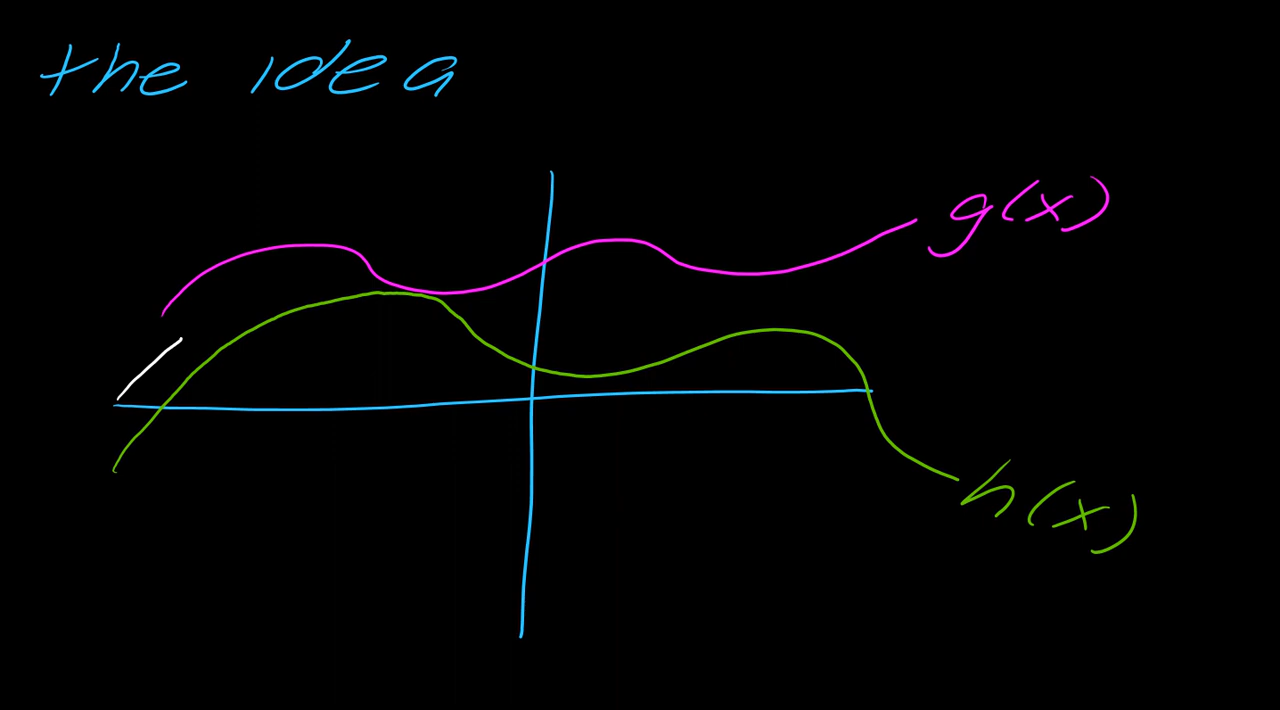 the idea
g(x)
h(x)